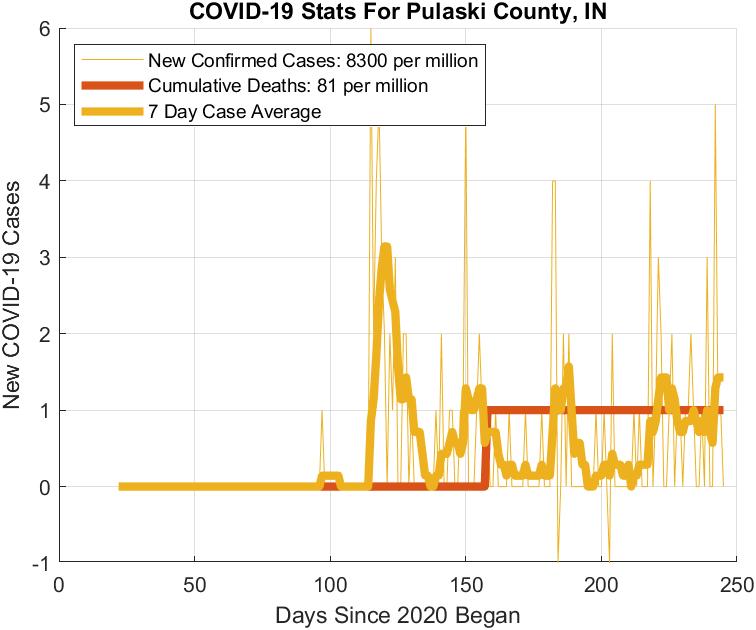 COVID-19 Stats For Pulaski County, IN
New Confirmed Cases: 8300 per million
Cumulative Deaths: 81 per million
7 Day Case Average
New COVID-19 Cases
6
5
4
3
2
1
0
-1
0 50 100 150 200 250
Days Since 2020 Began